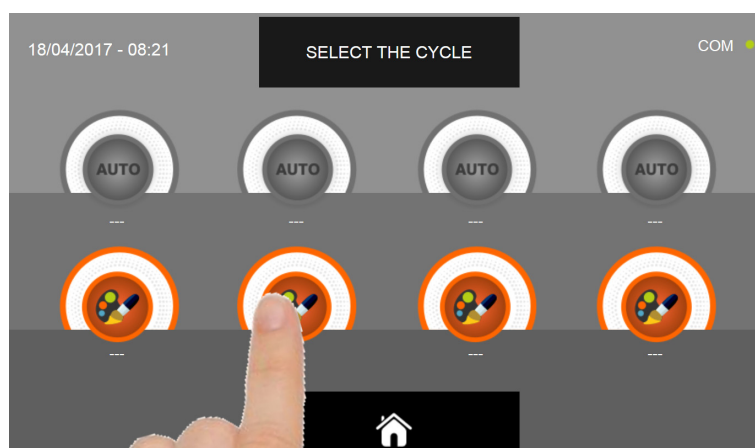 18/04/2017 - 08:21
SELECT THE CYCLE
COM
AUTO
AUTO
AUTO
AUTO
---
---
---
---
---
---
---